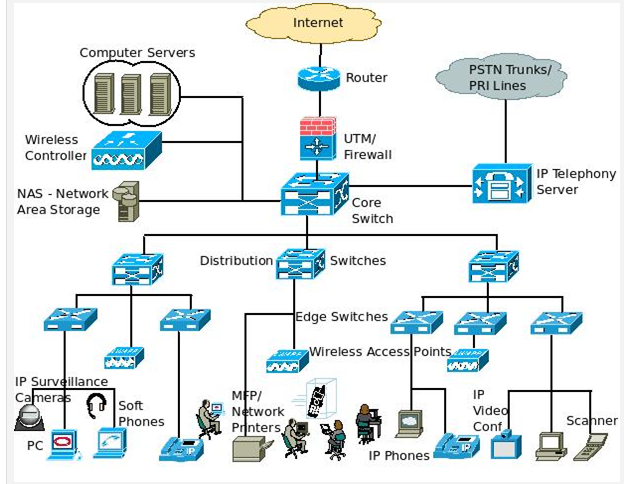 Internet
Computer Servers
Router
PSTN Trunks/
PRI Lines
Wireless
Controller
UTM/
Firewall
IP Telephony
Server
NAS - Network
Area Storage
Core
Switch
Distribution
Switches
Edge Switches
Wireless Access Points
IP Surveillance
Cameras
Soft
Phones
PC
IP
MFP/
Network
Printers
IP Phones
IP
IP
Video
Conf.
Scanner